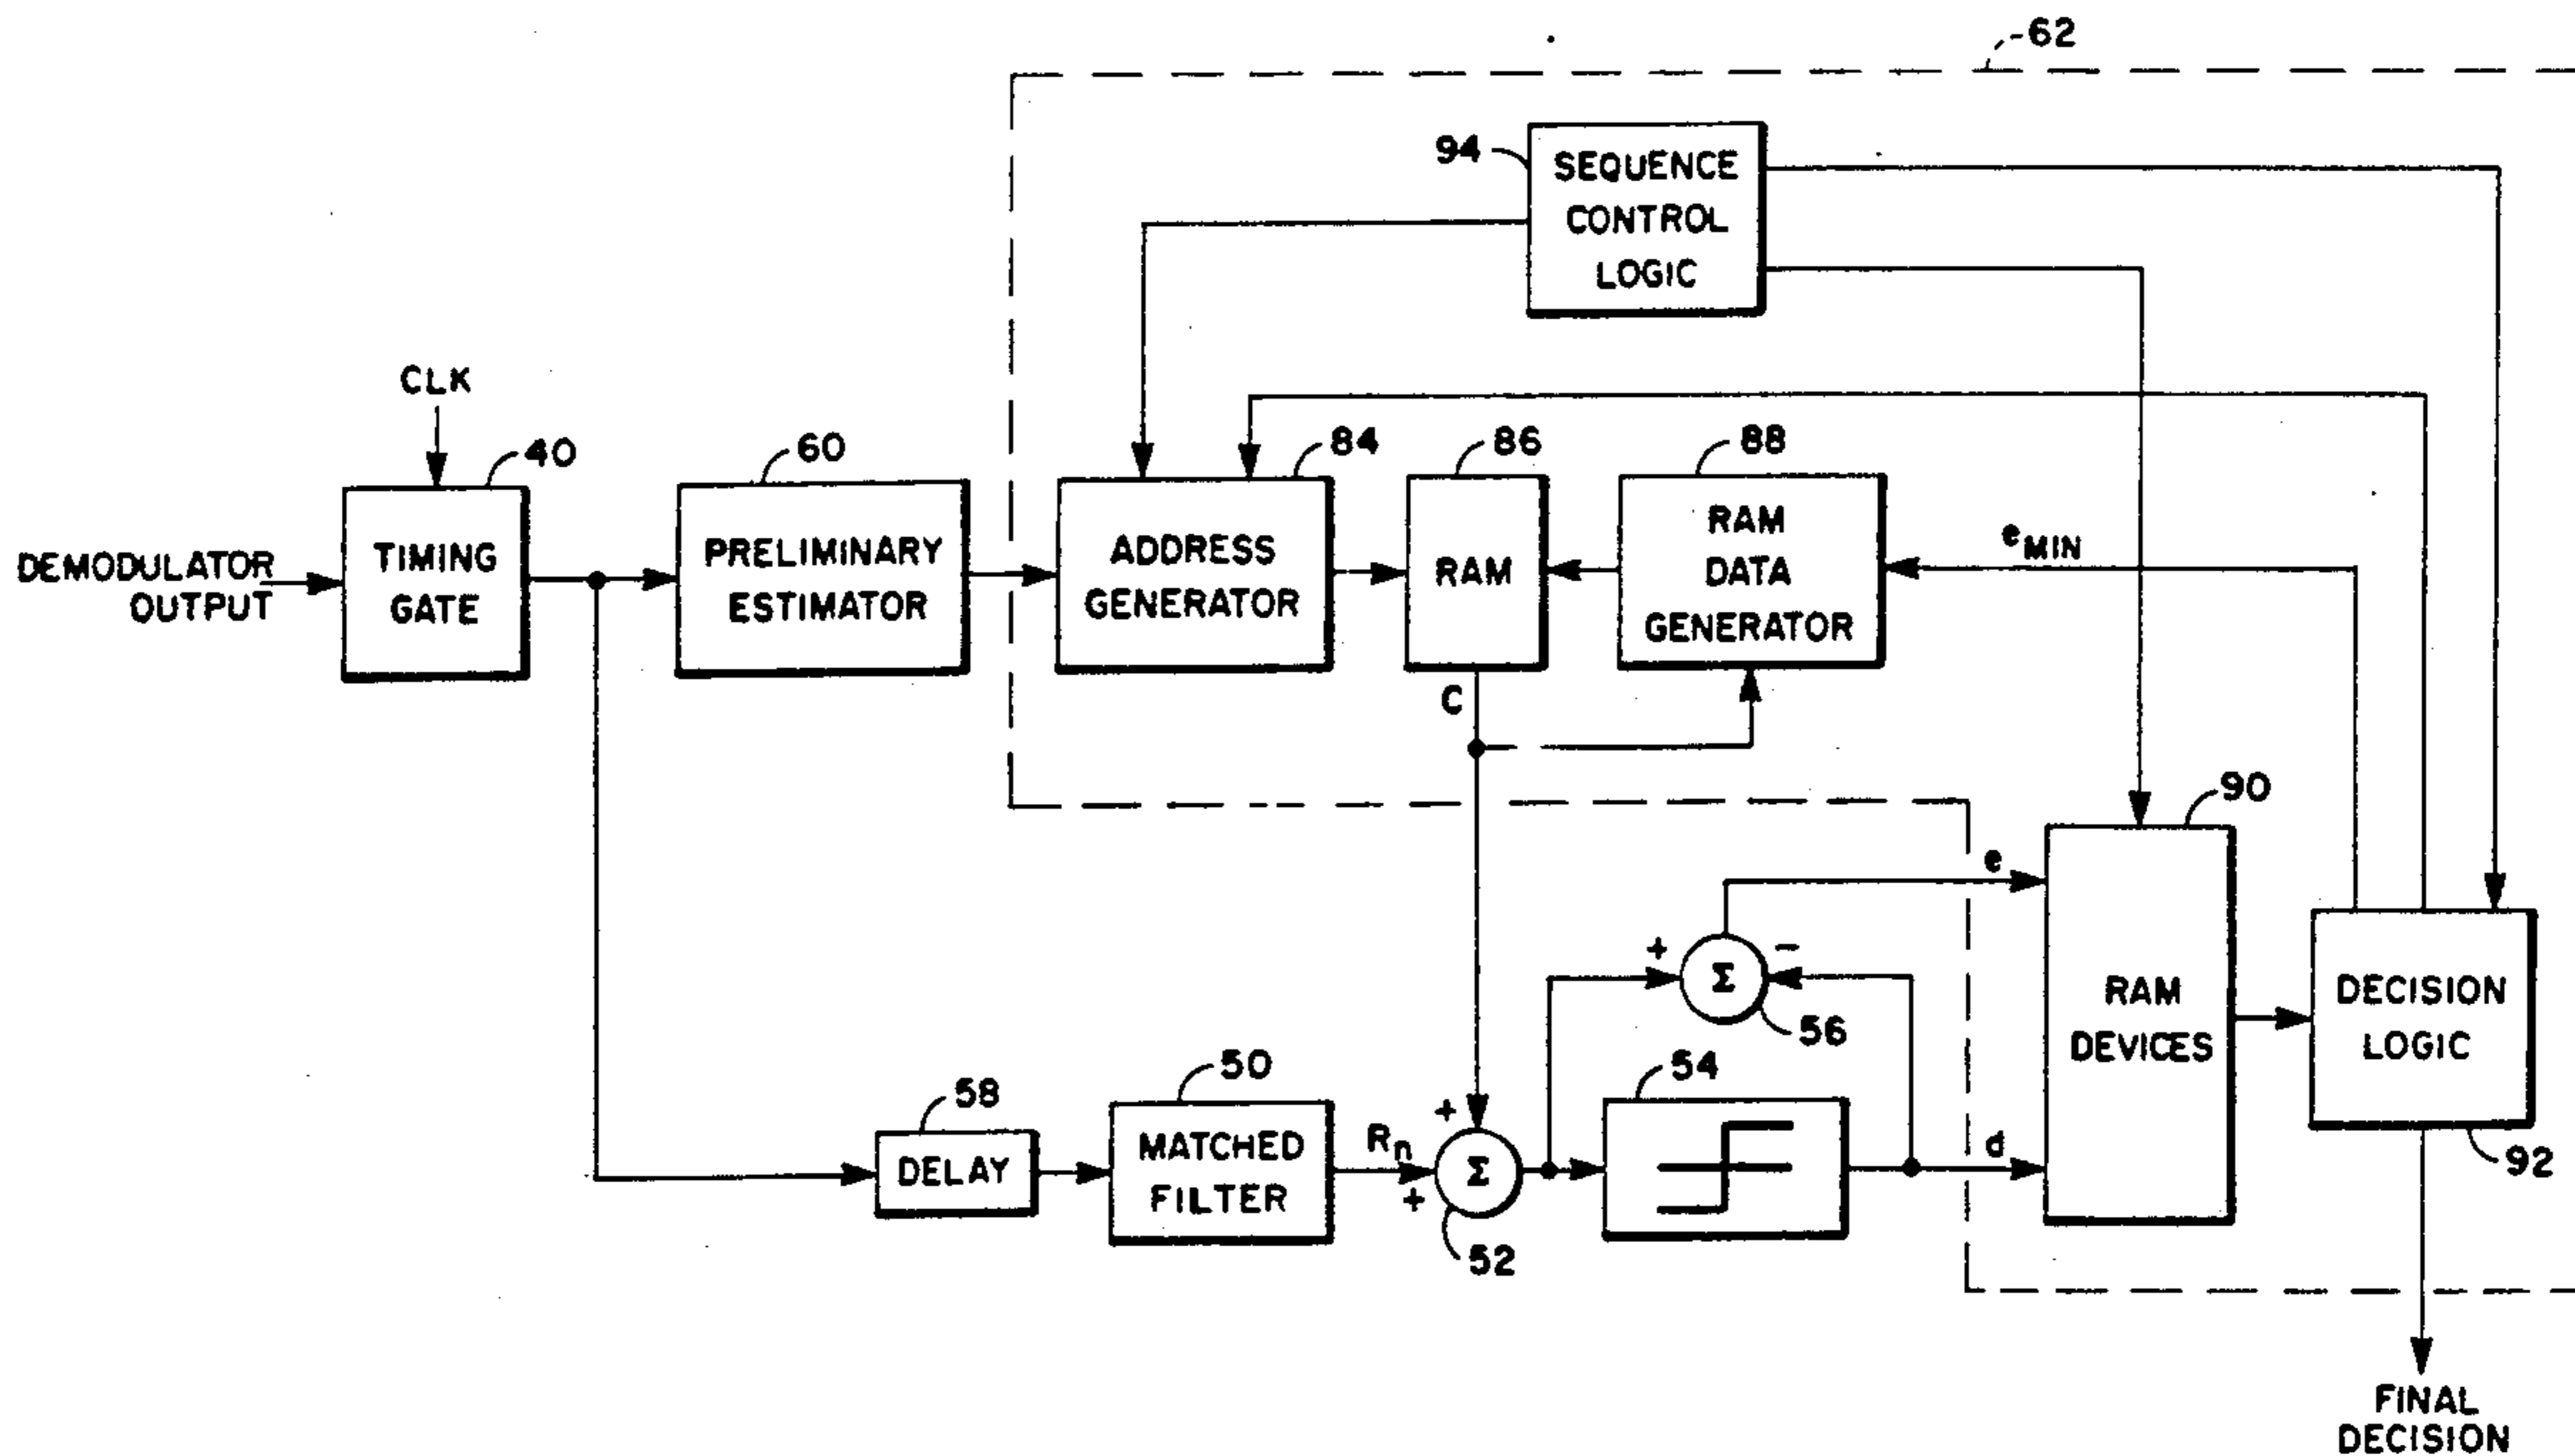 62
94
SEQUENCE
CONTROL
LOGIC
CLK
40
60
84
86
88
DEMODULATOR
OUTPUT
TIMING
GATE
PRELIMINARY
ESTIMATOR
ADDRESS
GENERATOR
RAM
RAM
DATA
GENERATOR
eMIN
C
90
e
+
−
Σ
56
RAM
DEVICES
DECISION
LOGIC
92
58
DELAY
50
MATCHED
FILTER
Rn
+
+
Σ
52
54
d
FINAL
DECISION